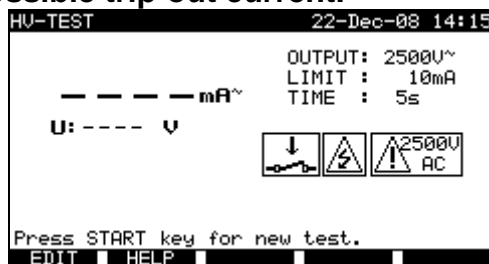 ssible trip out current.
HV-TEST 22-Dec-08 14:15
OUTPUT: 2500V~
LIMIT : 10mA
TIME : 5s
– – – – mA~
U:---- V
2500V
AC
Press START key for new test.
EDIT HELP